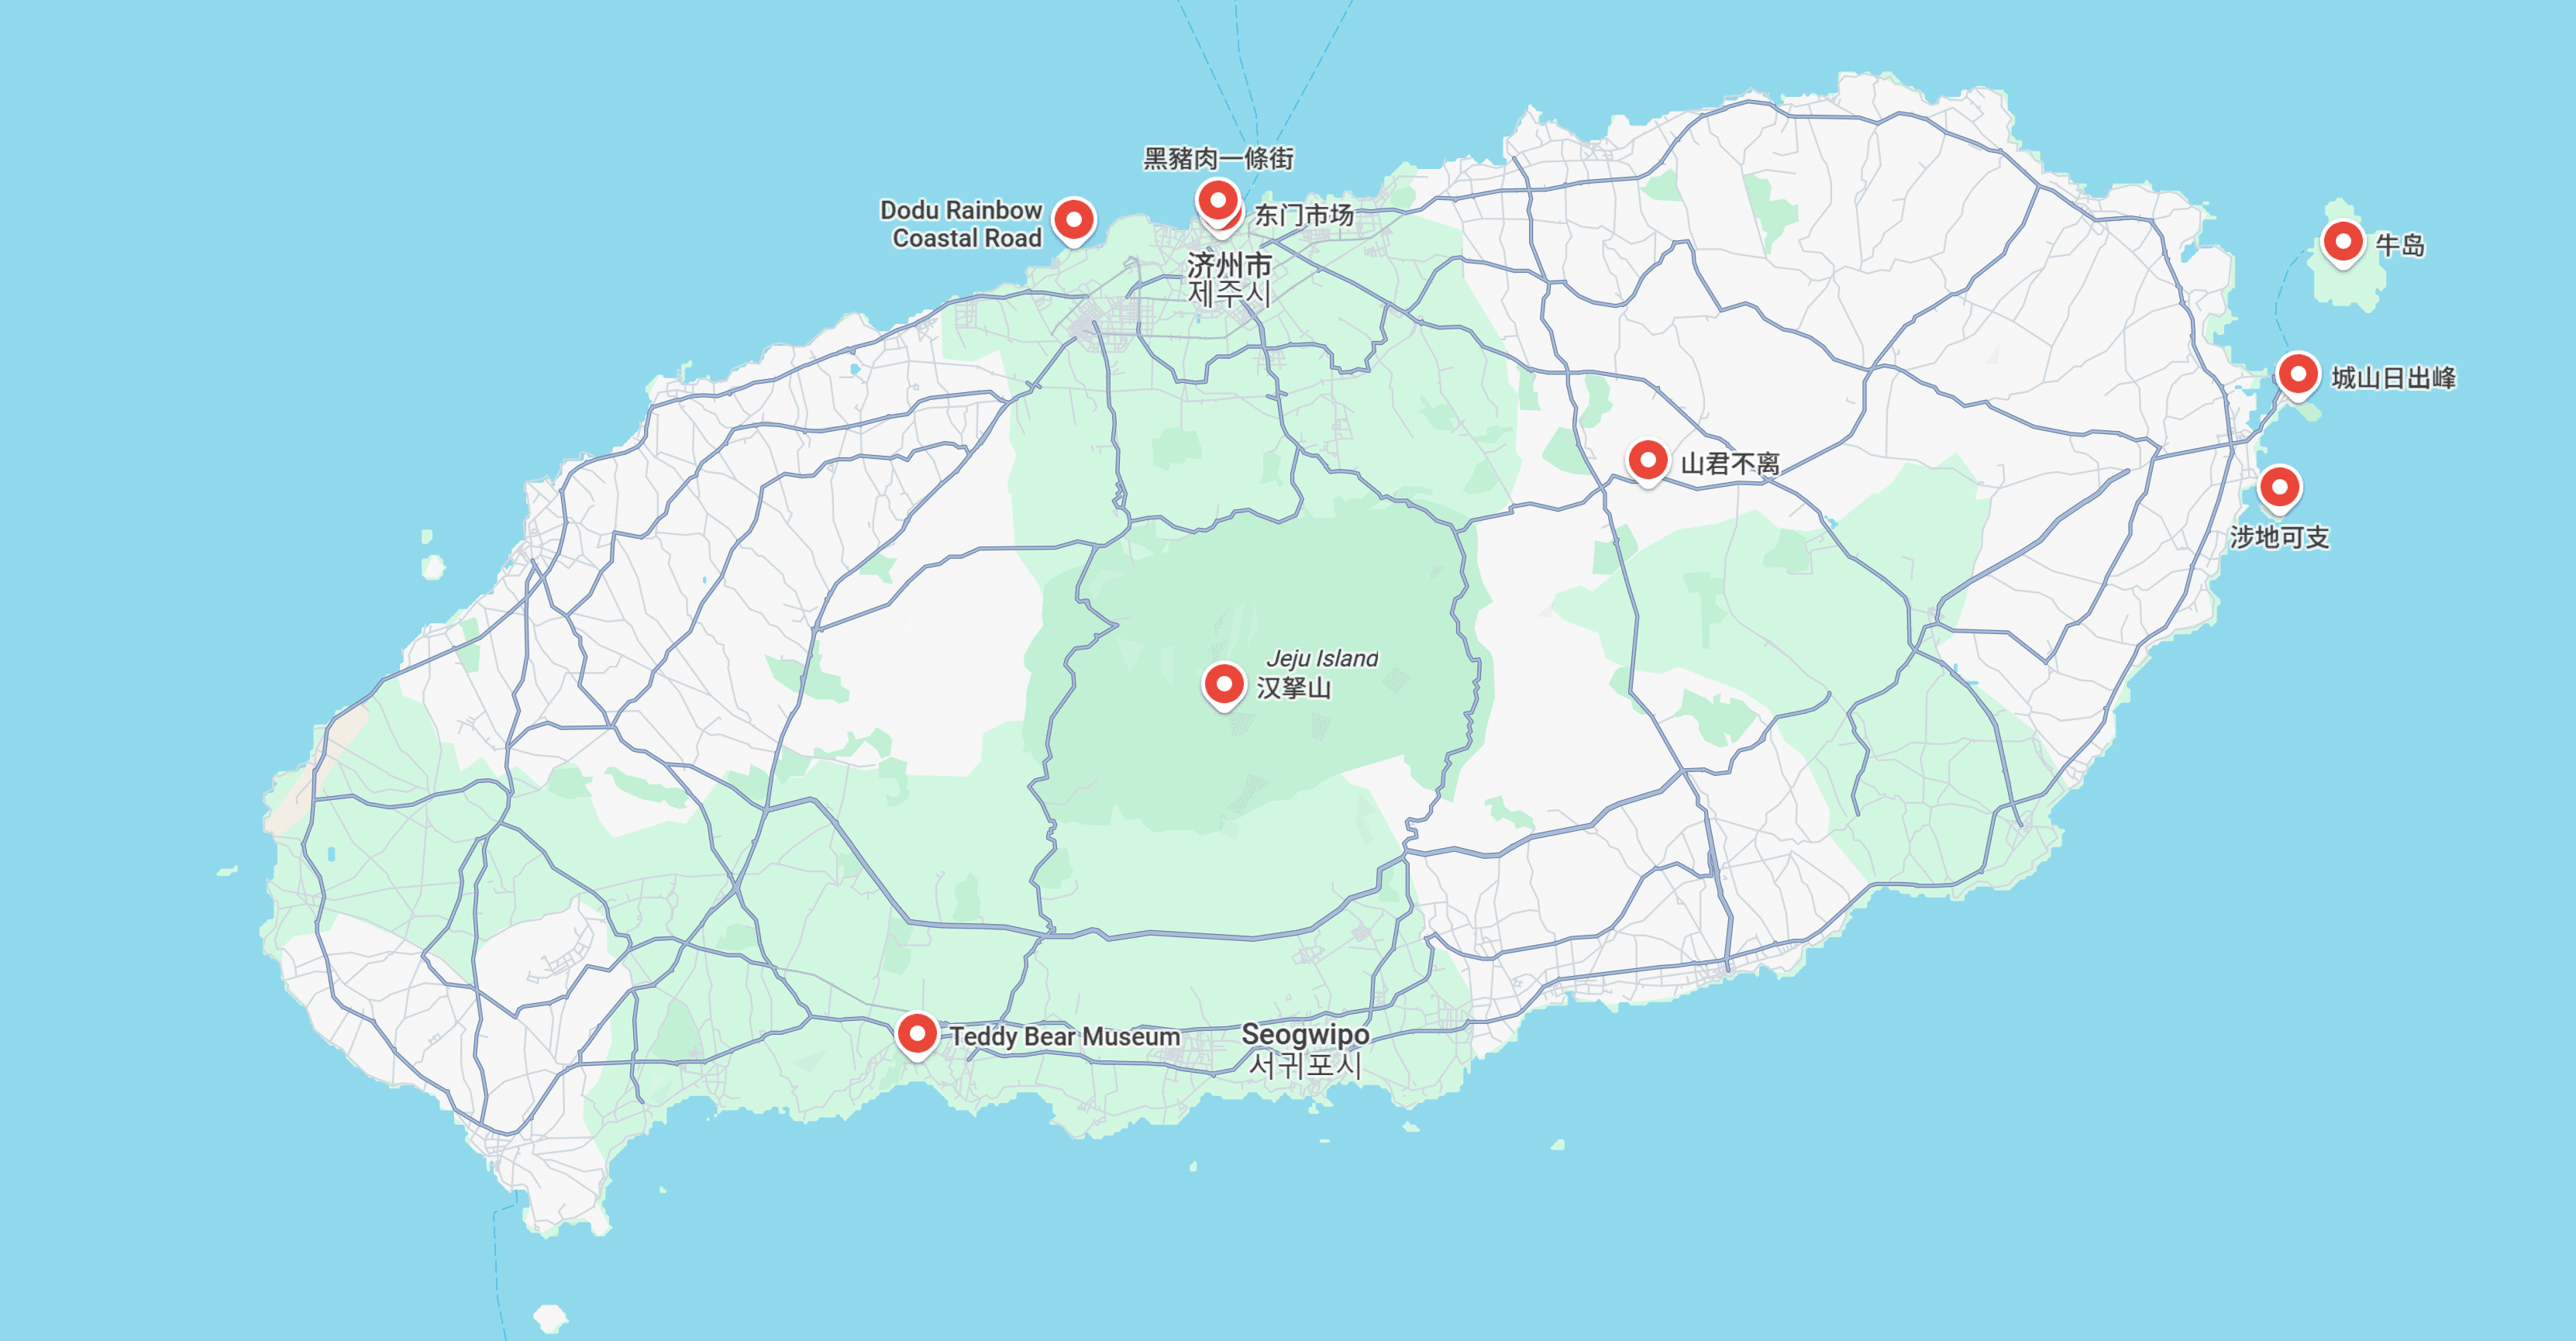 黑豬肉一條街
Dodu Rainbow
Coastal Road
东门市场
济州市
제주시
牛岛
城山日出峰
山君不离
涉地可支
Jeju Island
汉拏山
Teddy Bear Museum
Seogwipo
서귀포시